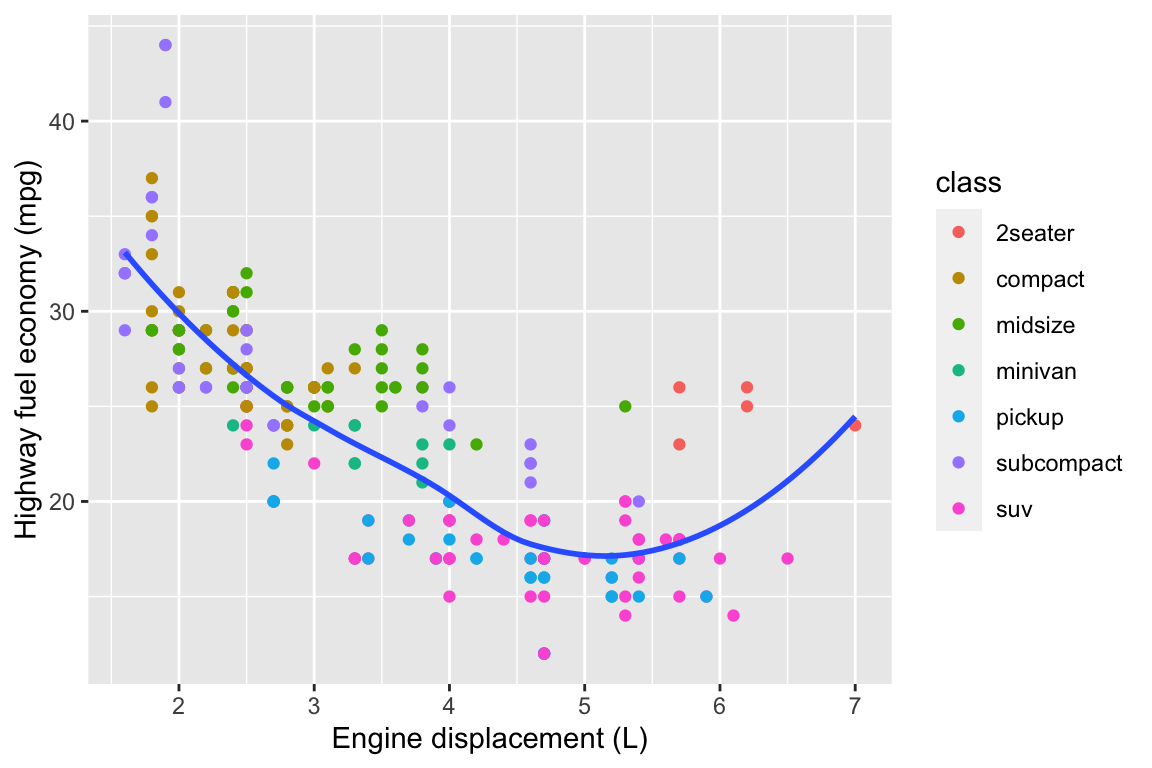 40
30
20
Highway fuel economy (mpg)
2 3 4 5 6 7
Engine displacement (L)
class
2seater
compact
midsize
minivan
pickup
subcompact
suv